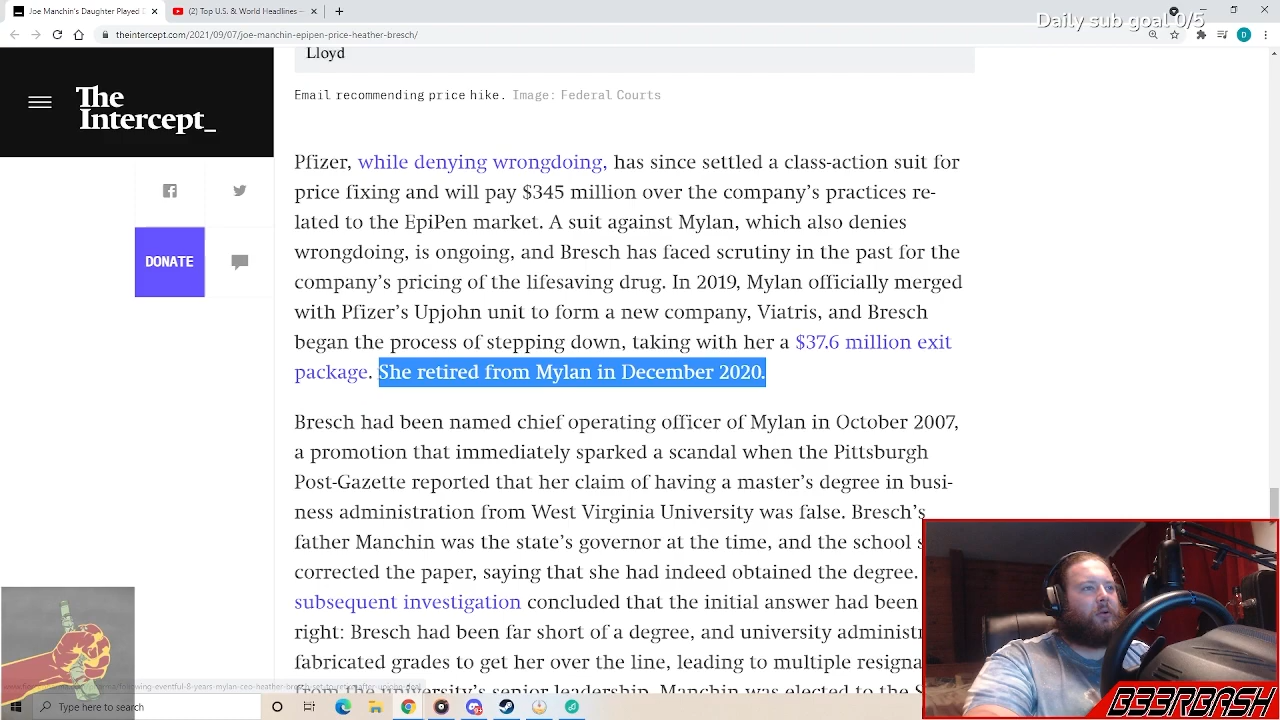 Joe Manchin's Daughter Played D
(2) Top U.S. & World Headlines –
Daily sub goal 0/5
theintercept.com/2021/09/07/joe-manchin-epipen-price-heather-bresch/
D
Lloyd
The
Intercept_
Email recommending price hike. Image: Federal Courts
Pfizer, while denying wrongdoing, has since settled a class-action suit for
price fixing and will pay $345 million over the company’s practices re-
lated to the EpiPen market. A suit against Mylan, which also denies
wrongdoing, is ongoing, and Bresch has faced scrutiny in the past for the
company’s pricing of the lifesaving drug. In 2019, Mylan officially merged
with Pfizer’s Upjohn unit to form a new company, Viatris, and Bresch
began the process of stepping down, taking with her a $37.6 million exit
package. She retired from Mylan in December 2020.
DONATE
Bresch had been named chief operating officer of Mylan in October 2007,
a promotion that immediately sparked a scandal when the Pittsburgh
Post-Gazette reported that her claim of having a master’s degree in busi-
ness administration from West Virginia University was false. Bresch’s
father Manchin was the state’s governor at the time, and the school s
corrected the paper, saying that she had indeed obtained the degree.
subsequent investigation concluded that the initial answer had been
right: Bresch had been far short of a degree, and university administr
fabricated grades to get her over the line, leading to multiple resigna
university's senior leadership. Manchin was elected to the S
Type here to search
B33RBASH